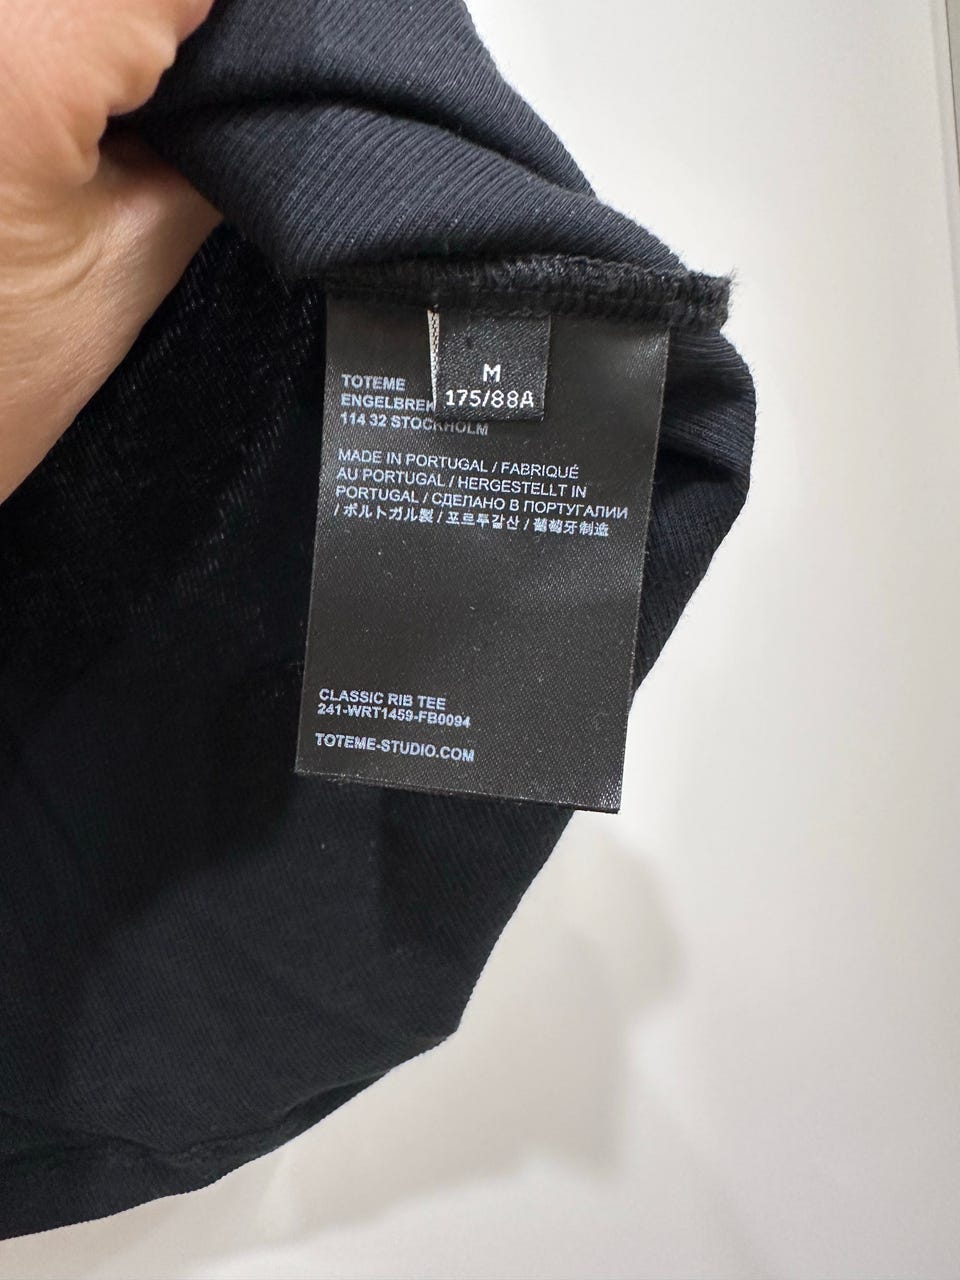 M
175/88A
TOTEME
ENGELBREK
114 32 STOCKHOLM
MADE IN PORTUGAL / FABRIQUÉ
AU PORTUGAL / HERGESTELLT IN
PORTUGAL / СДЕЛАНО В ПОРТУГАЛИИ
/ ポルトガル製 / 포르투갈산 / 葡萄牙制造
CLASSIC RIB TEE
241-WRT1459-FB0094
TOTEME-STUDIO.COM